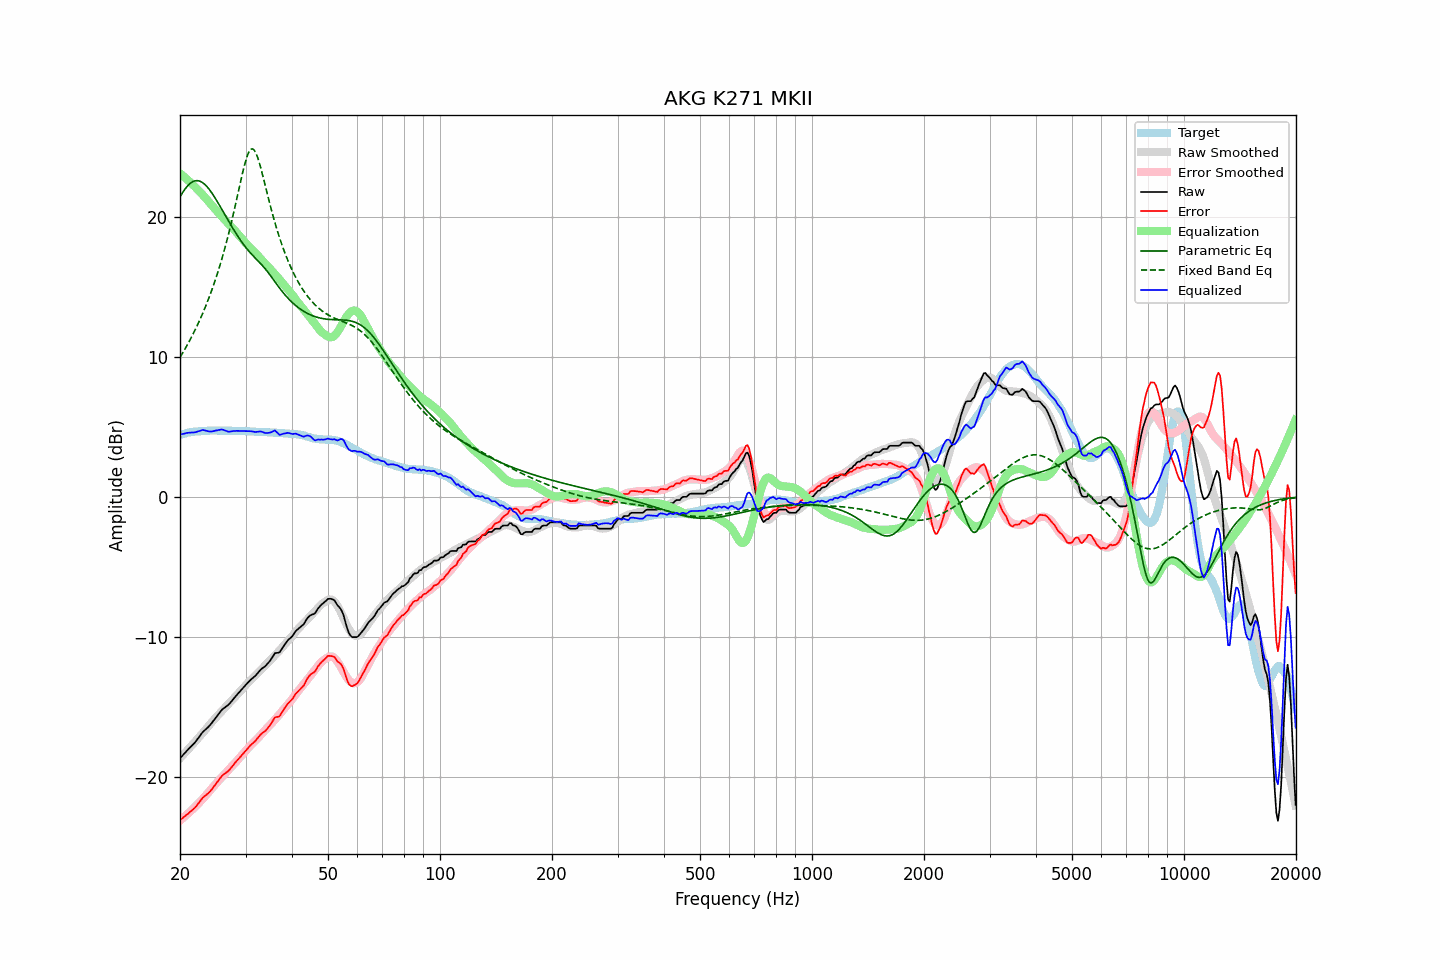 AKG K271 MKII
Target
Raw Smoothed
Error Smoothed
Raw
Error
Equalization
Parametric Eq
Fixed Band Eq
Equalized
Amplitude (dBr)
20
10
0
−10
−20
20 50 100 200 500 1000 2000 5000 10000 20000
Frequency (Hz)